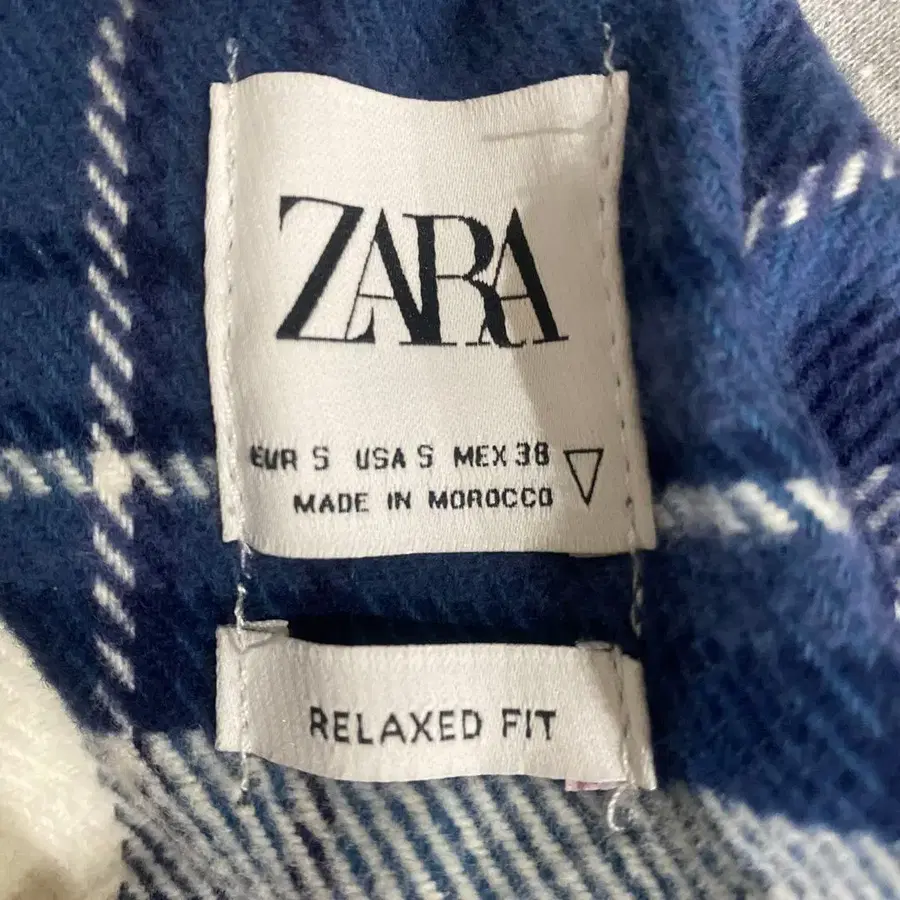 ZARA
EUR S USA S MEX 38
MADE IN MOROCCO
RELAXED FIT